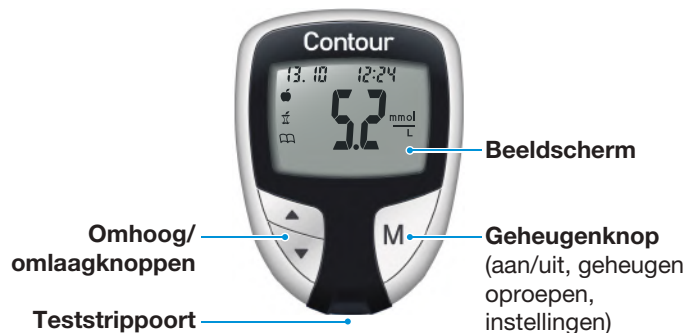 Contour
13.10 12:24
5.2 mmol/L
Beeldscherm
Omhoog/
omlaagknoppen
M
Geheugenknop
(aan/uit, geheugen
oproepen,
instellingen)
Teststrippoort